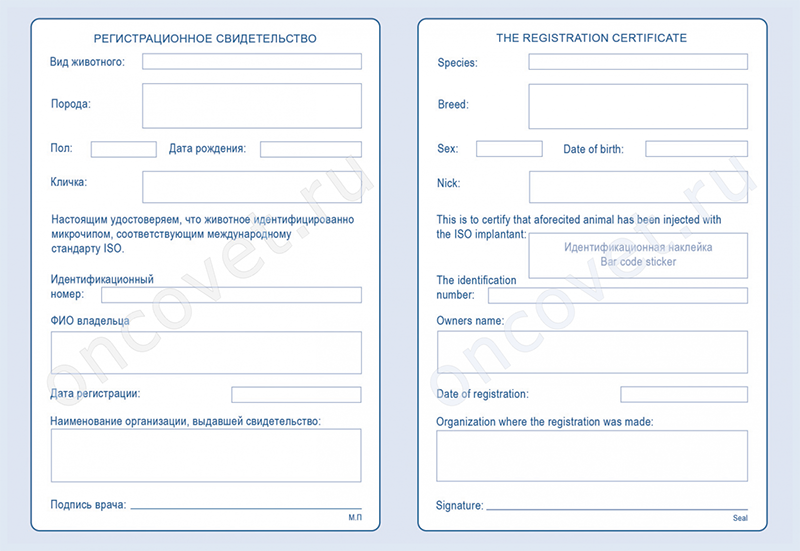 РЕГИСТРАЦИОННОЕ СВИДЕТЕЛЬСТВО
Вид животного:
Порода:
Пол: Дата рождения:
Кличка:
Настоящим удостоверяем, что животное идентифицированно
микрочипом, соответствующим международному
стандарту ISO.
Идентификационный
номер:
ФИО владельца
Дата регистрации:
Наименование организации, выдавшей свидетельство:
Подпись врача:
М.П
oncovet.ru
THE REGISTRATION CERTIFICATE
Species:
Breed:
Sex: Date of birth:
Nick:
This is to certify that aforecited animal has been injected with
the ISO implantant:
Идентификационная наклейка
Bar code sticker
The identification
number:
Owners name:
Date of registration:
Organization where the registration was made:
Signature:
Seal
oncovet.ru